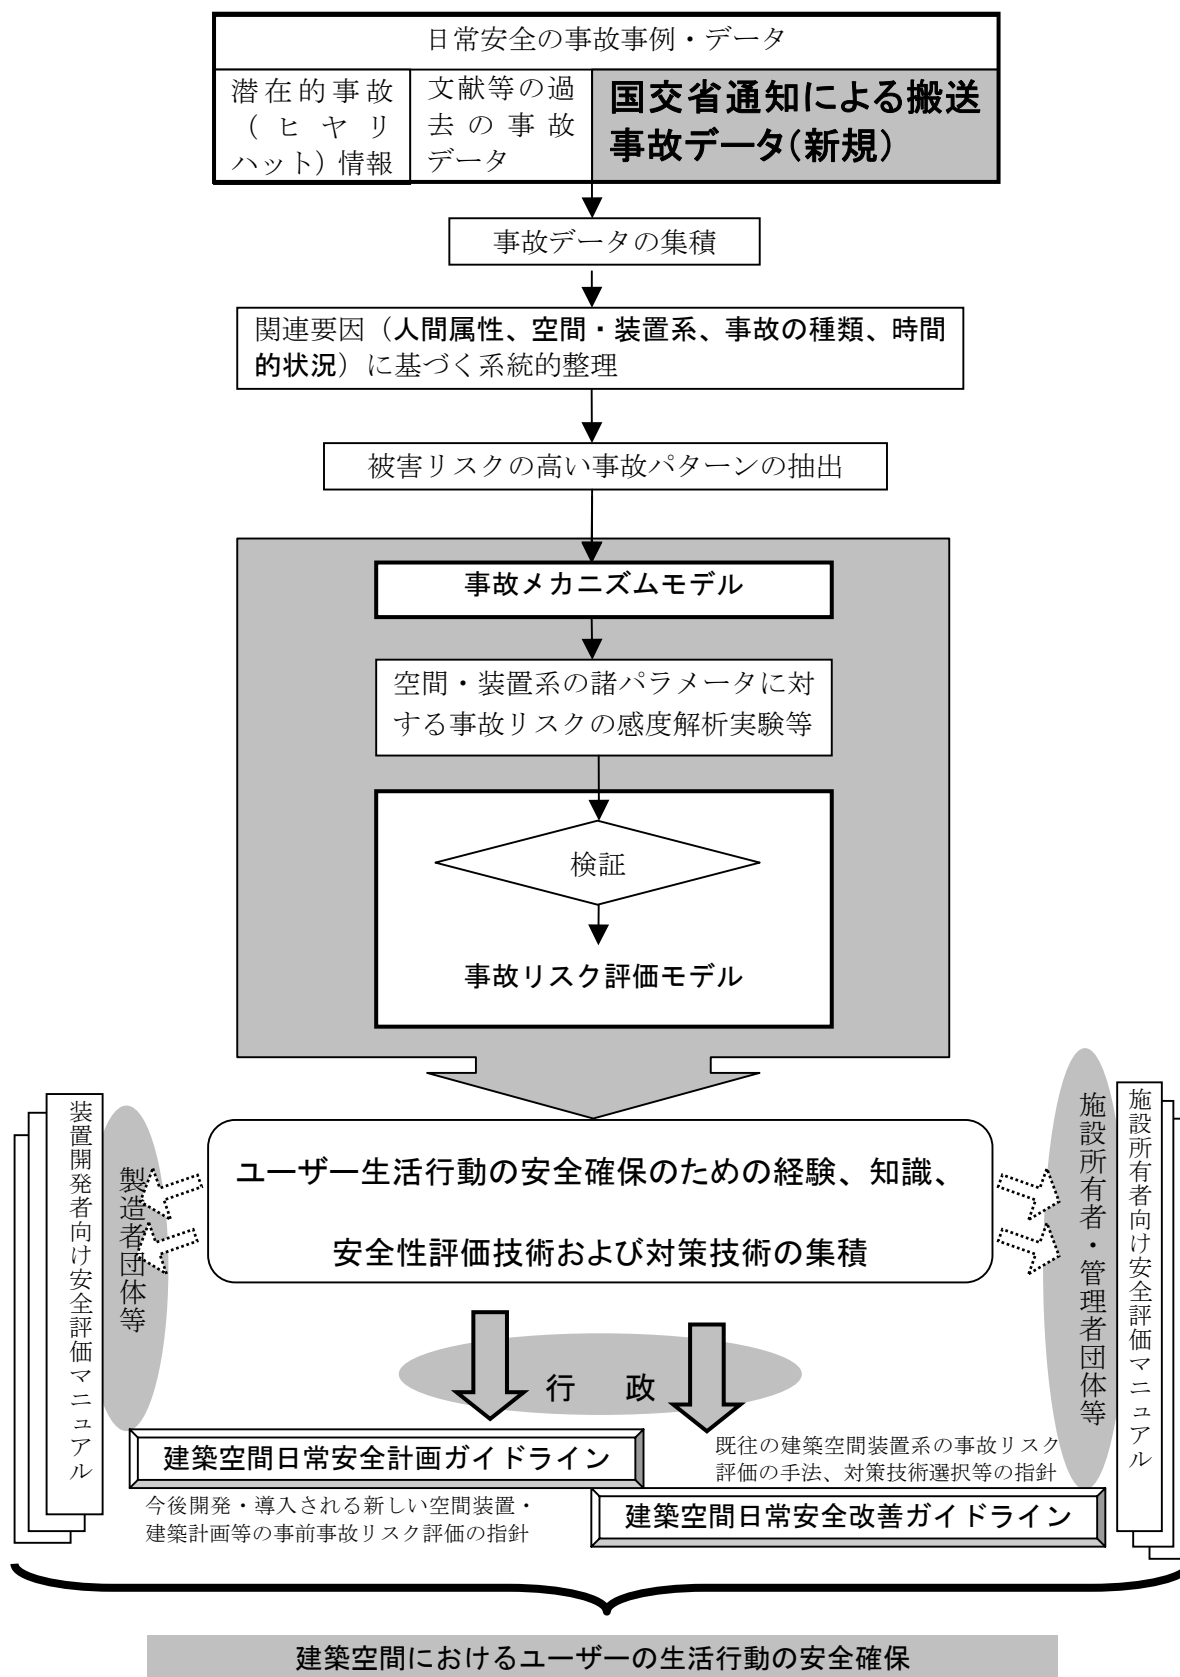 日常安全の事故事例・データ
潜在的事故
（ヒヤリ
ハット）情報
文献等の過
去の事故
データ
国交省通知による搬送
事故データ(新規)
事故データの集積
関連要因（人間属性、空間・装置系、事故の種類、時間
的状況）に基づく系統的整理
被害リスクの高い事故パターンの抽出
事故メカニズムモデル
空間・装置系の諸パラメータに対
する事故リスクの感度解析実験等
検証
事故リスク評価モデル
装置開発者向け安全評価マニュアル
製造者団体等
ユーザー生活行動の安全確保のための経験、知識、
安全性評価技術および対策技術の集積
施設所有者・管理者団体等
施設所有者向け安全評価マニュアル
行　政
建築空間日常安全計画ガイドライン
今後開発・導入される新しい空間装置・
建築計画等の事前事故リスク評価の指針
既往の建築空間装置系の事故リスク
評価の手法、対策技術選択等の指針
建築空間日常安全改善ガイドライン
建築空間におけるユーザーの生活行動の安全確保